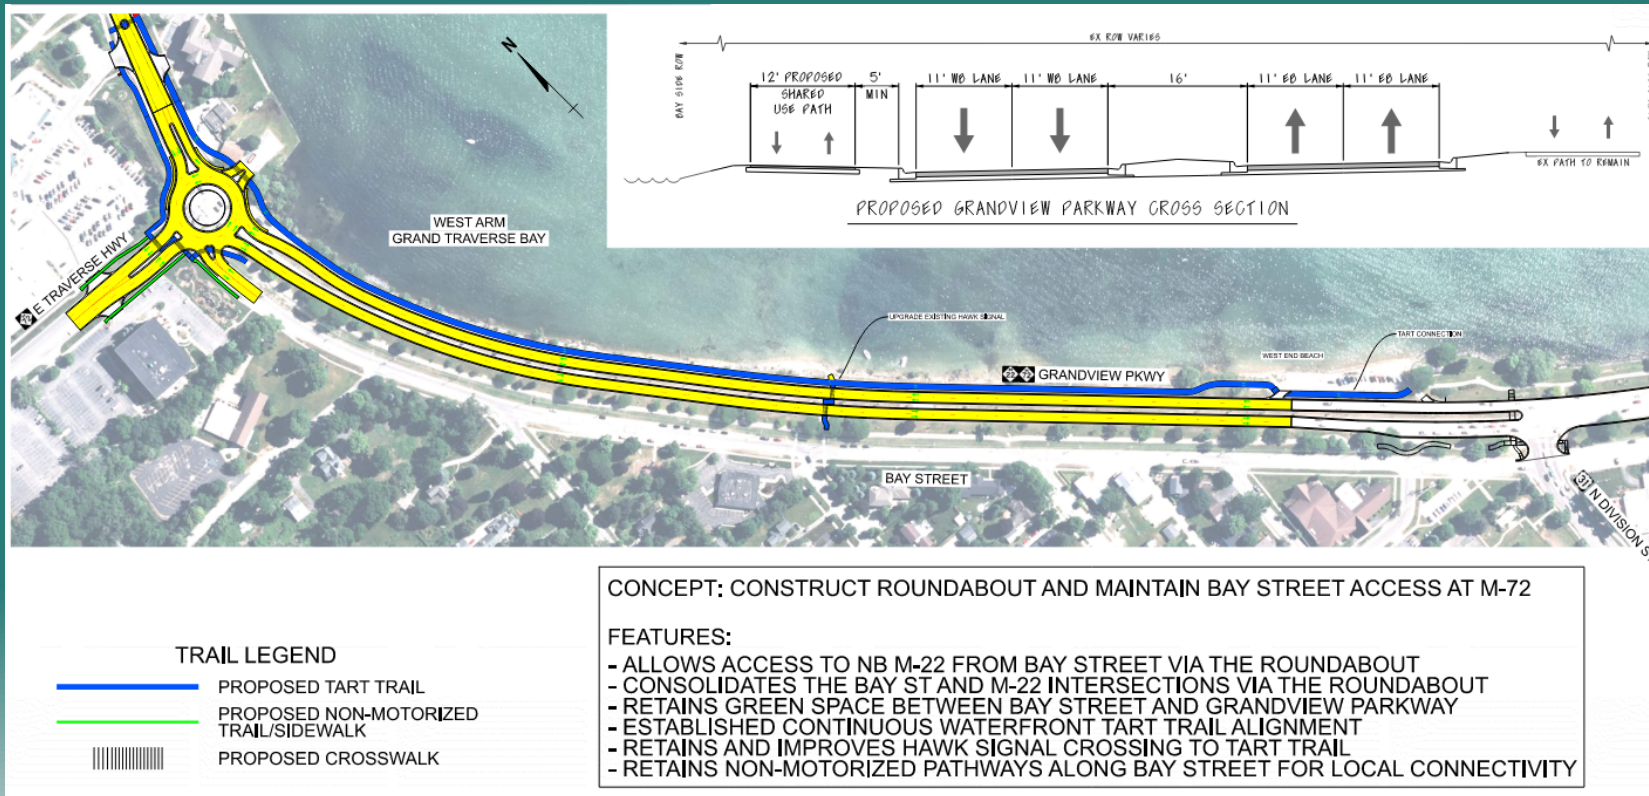 EX ROW VARIES
BAY SIDE ROW
12' PROPOSED
SHARED
USE PATH
5'
MIN
11' WB LANE
11' WB LANE
16'
11' EB LANE
11' EB LANE
EX PATH TO REMAIN
PROPOSED GRANDVIEW PARKWAY CROSS SECTION
N
WEST ARM
GRAND TRAVERSE BAY
E TRAVERSE HWY
UPGRADE EXISTING HAWK SIGNAL
22 72 GRANDVIEW PKWY
WEST END BEACH
TART CONNECTION
BAY STREET
31 N DIVISION S
TRAIL LEGEND
PROPOSED TART TRAIL
PROPOSED NON-MOTORIZED
TRAIL/SIDEWALK
PROPOSED CROSSWALK
CONCEPT: CONSTRUCT ROUNDABOUT AND MAINTAIN BAY STREET ACCESS AT M-72
FEATURES:
- ALLOWS ACCESS TO NB M-22 FROM BAY STREET VIA THE ROUNDABOUT
- CONSOLIDATES THE BAY ST AND M-22 INTERSECTIONS VIA THE ROUNDABOUT
- RETAINS GREEN SPACE BETWEEN BAY STREET AND GRANDVIEW PARKWAY
- ESTABLISHED CONTINUOUS WATERFRONT TART TRAIL ALIGNMENT
- RETAINS AND IMPROVES HAWK SIGNAL CROSSING TO TART TRAIL
- RETAINS NON-MOTORIZED PATHWAYS ALONG BAY STREET FOR LOCAL CONNECTIVITY